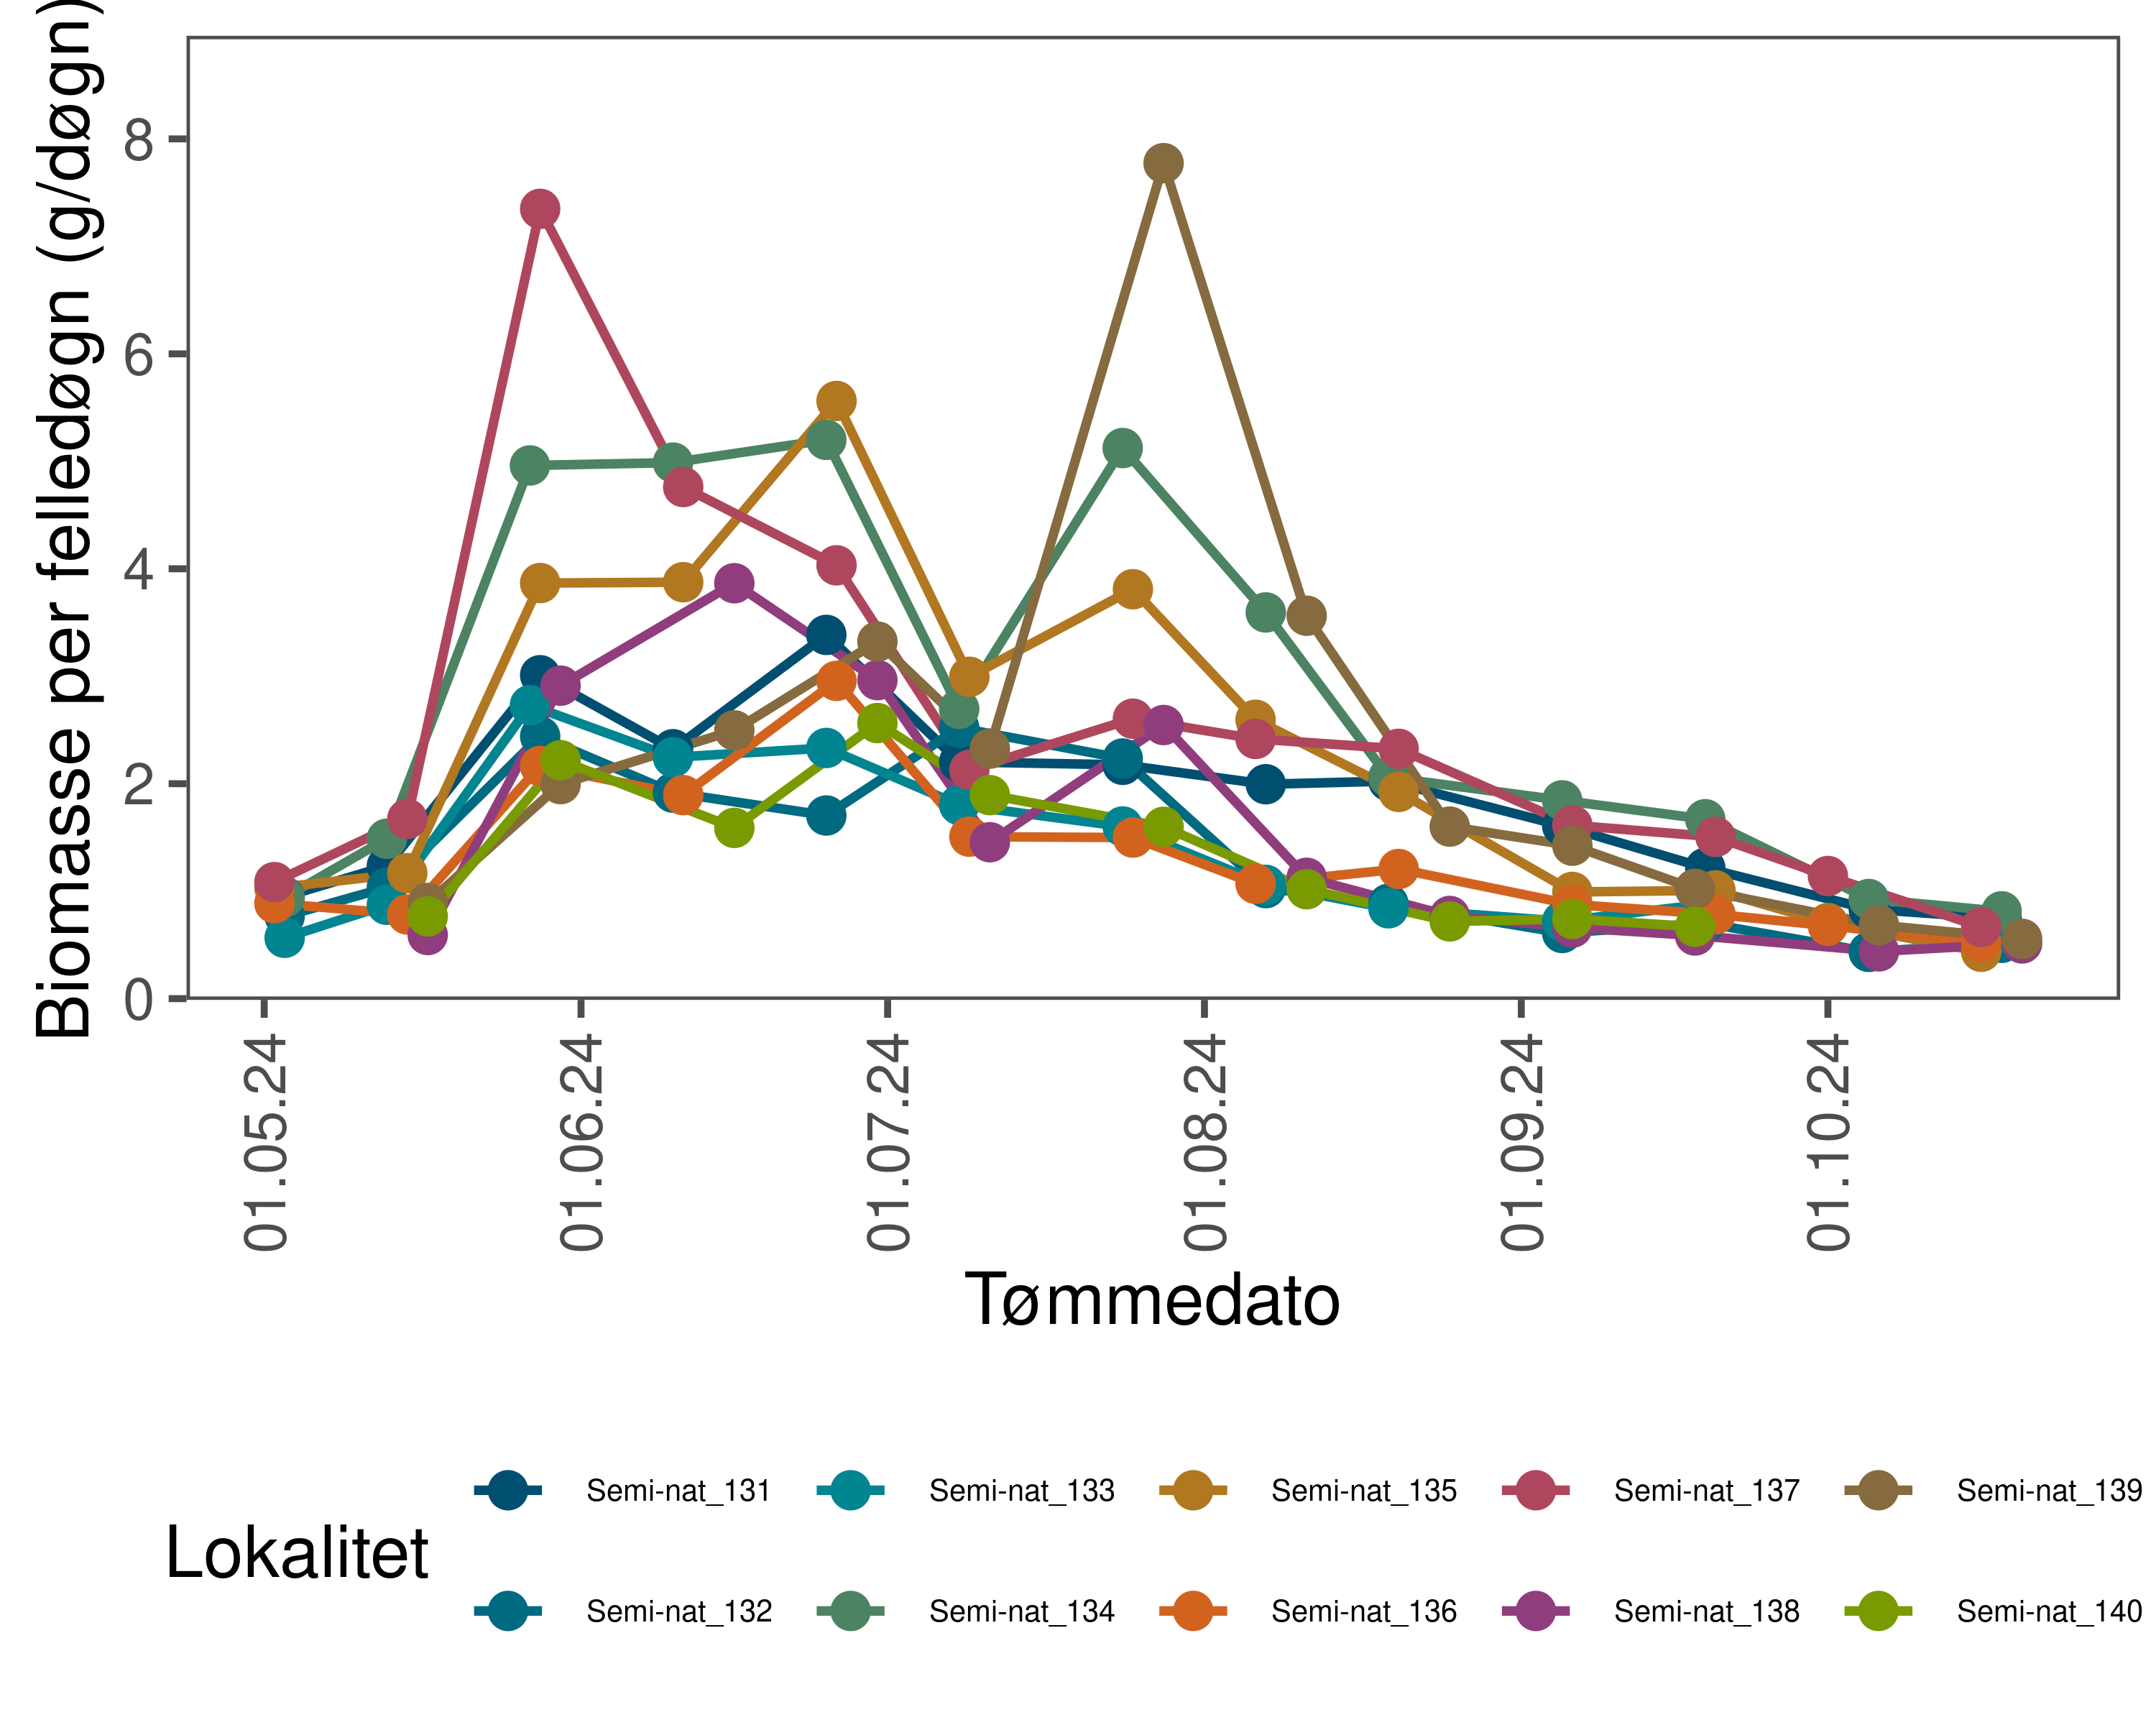 Biomasse per felledøgn (g/døgn)
8
6
4
2
0
01.05.24
01.06.24
01.07.24
01.08.24
01.09.24
01.10.24
Tømmedato
Lokalitet
Semi-nat_131
Semi-nat_133
Semi-nat_135
Semi-nat_137
Semi-nat_139
Semi-nat_132
Semi-nat_134
Semi-nat_136
Semi-nat_138
Semi-nat_140